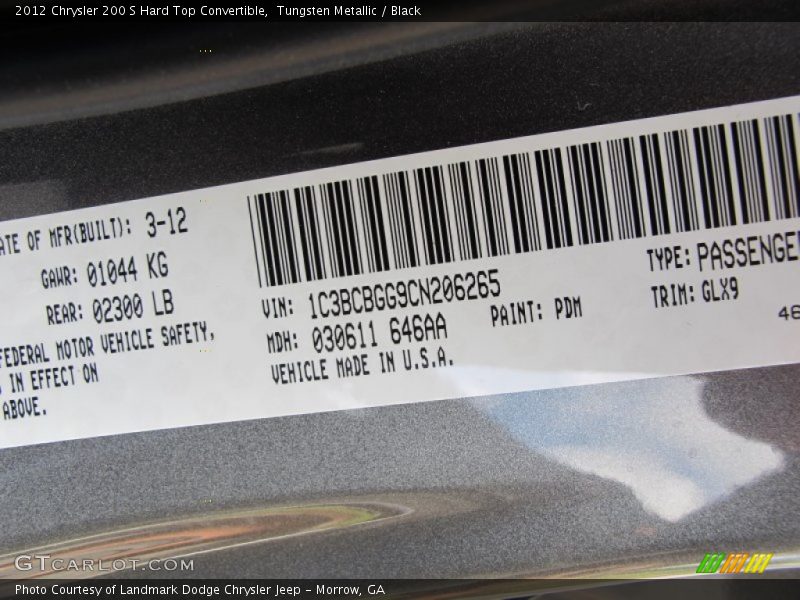 2012 Chrysler 200 S Hard Top Convertible,  Tungsten Metallic / Black
ATE OF MFR(BUILT): 3-12
GAWR: 01044 KG
REAR: 02300 LB
FEDERAL MOTOR VEHICLE SAFETY,
IN EFFECT ON
ABOVE.
VIN: 1C3BCBGG9CN206265
MDH: 030611 646AA
PAINT: PDM
VEHICLE MADE IN U.S.A.
TYPE: PASSENGE
TRIM: GLX9
48
GTCARLOT.COM
Photo Courtesy of Landmark Dodge Chrysler Jeep – Morrow, GA